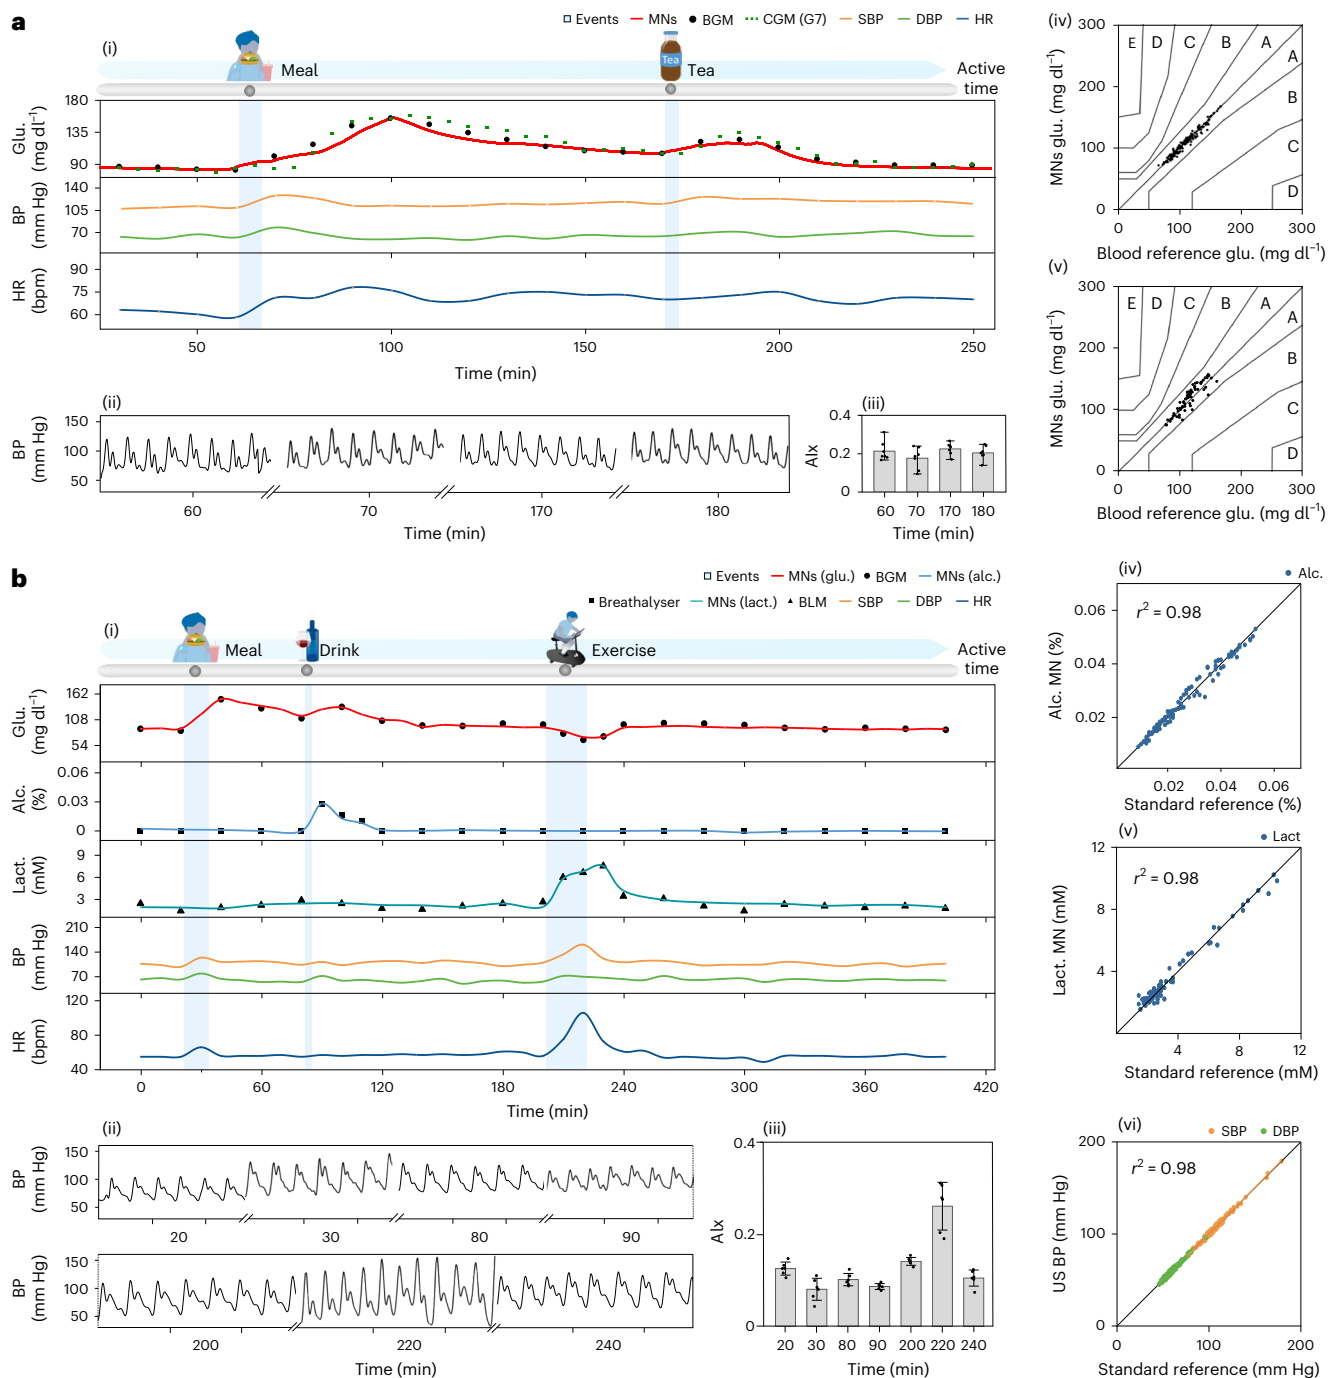 a
Events MNs BGM CGM (G7) SBP DBP HR
(i)
Meal
Tea
Tea
Active
time
Glu.
(mg dl−1)
180
135
90
BP
(mm Hg)
140
105
70
HR
(bpm)
90
75
60
50 100 150 200 250
Time (min)
(ii)
BP
(mm Hg)
150
100
50
60 70 170 180
Time (min)
(iii)
AIx
0.4
0.2
0
60 70 170 180
Time (min)
(iv)
MNs glu. (mg dl−1)
300
200
100
0
E D C B A
A
B
C
D
0 100 200 300
Blood reference glu. (mg dl−1)
(v)
MNs glu. (mg dl−1)
300
200
100
0
E D C B A
A
B
C
D
0 100 200 300
Blood reference glu. (mg dl−1)
b
Events MNs (glu.) BGM MNs (alc.)
Breathalyser MNs (lact.) BLM SBP DBP HR
(i)
Meal
Drink
Exercise
Active
time
Glu.
(mg dl−1)
162
108
54
Alc.
(%)
0.06
0.03
0
Lact.
(mM)
9
6
3
BP
(mm Hg)
210
140
70
HR
(bpm)
120
80
40
0 60 120 180 240 300 360 420
Time (min)
(ii)
BP
(mm Hg)
150
100
50
20 30 80 90
BP
(mm Hg)
150
100
50
200 220 240
Time (min)
(iii)
AIx
0.4
0.2
0
20 30 80 90 200 220 240
Time (min)
(iv)
Alc.
r2 = 0.98
Alc. MN (%)
0.06
0.04
0.02
0.02 0.04 0.06
Standard reference (%)
(v)
Lact
r2 = 0.98
Lact. MN (mM)
12
8
4
4 8 12
Standard reference (mM)
(vi)
SBP DBP
r2 = 0.98
US BP (mm Hg)
200
100
0
0 100 200
Standard reference (mm Hg)